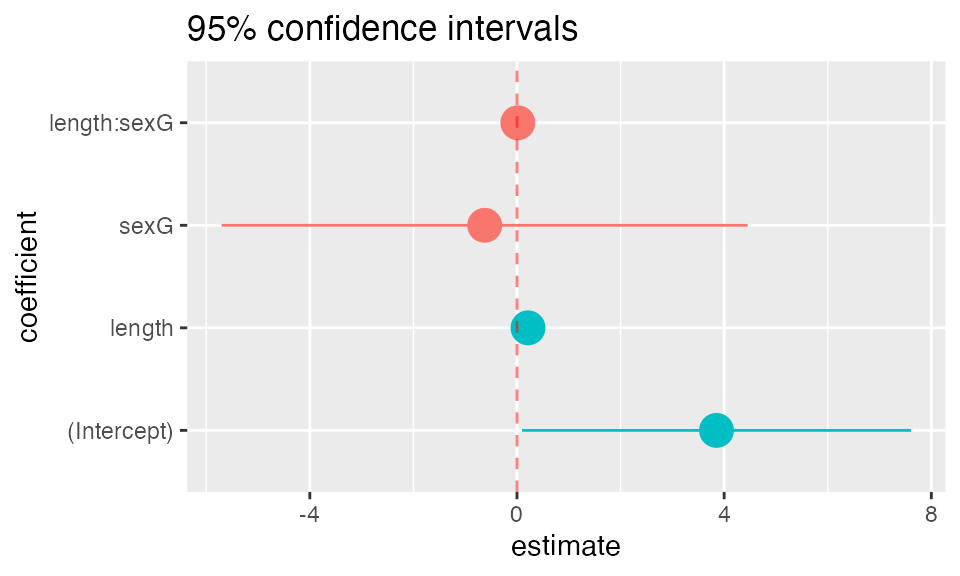 95% confidence intervals
length:sexG
sexG
length
(Intercept)
coefficient
-4 0 4 8
estimate